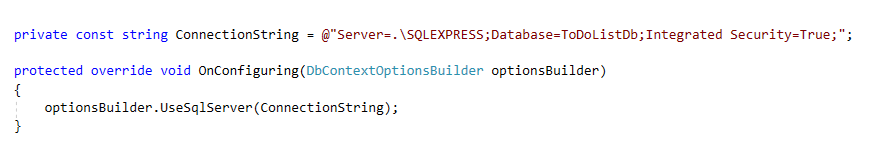 private const string ConnectionString = @"Server=.\SQLEXPRESS;Database=ToDoListDb;Integrated Security=True;";
protected override void OnConfiguring(DbContextOptionsBuilder optionsBuilder)
{
optionsBuilder.UseSqlServer(ConnectionString);
}